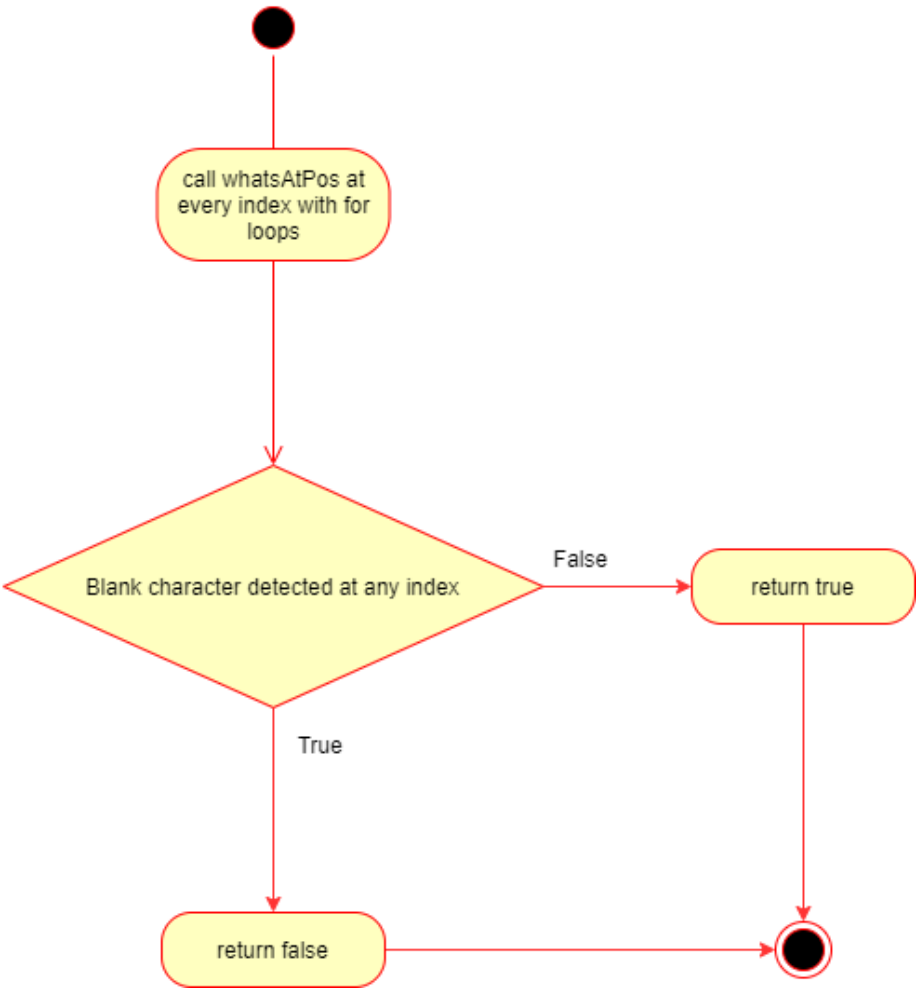 call whatsAtPos at
every index with for
loops
Blank character detected at any index
False
return true
True
return false